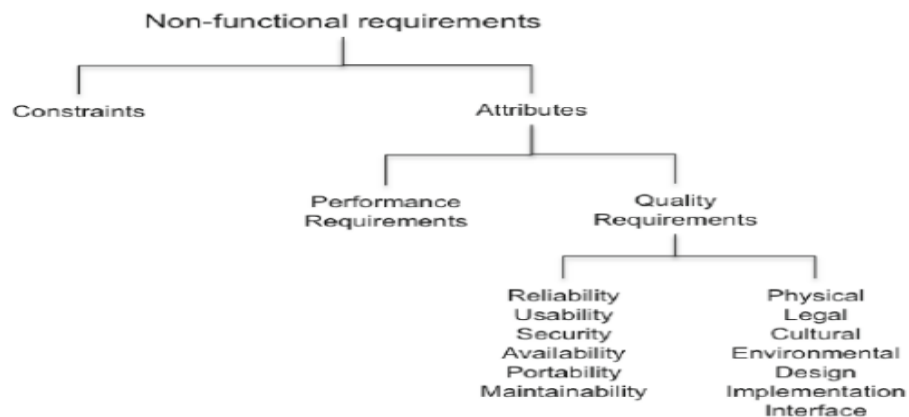 Non-functional requirements
Constraints
Attributes
Performance
Requirements
Quality
Requirements
Reliability
Usability
Security
Availability
Portability
Maintainability
Physical
Legal
Cultural
Environmental
Design
Implementation
Interface